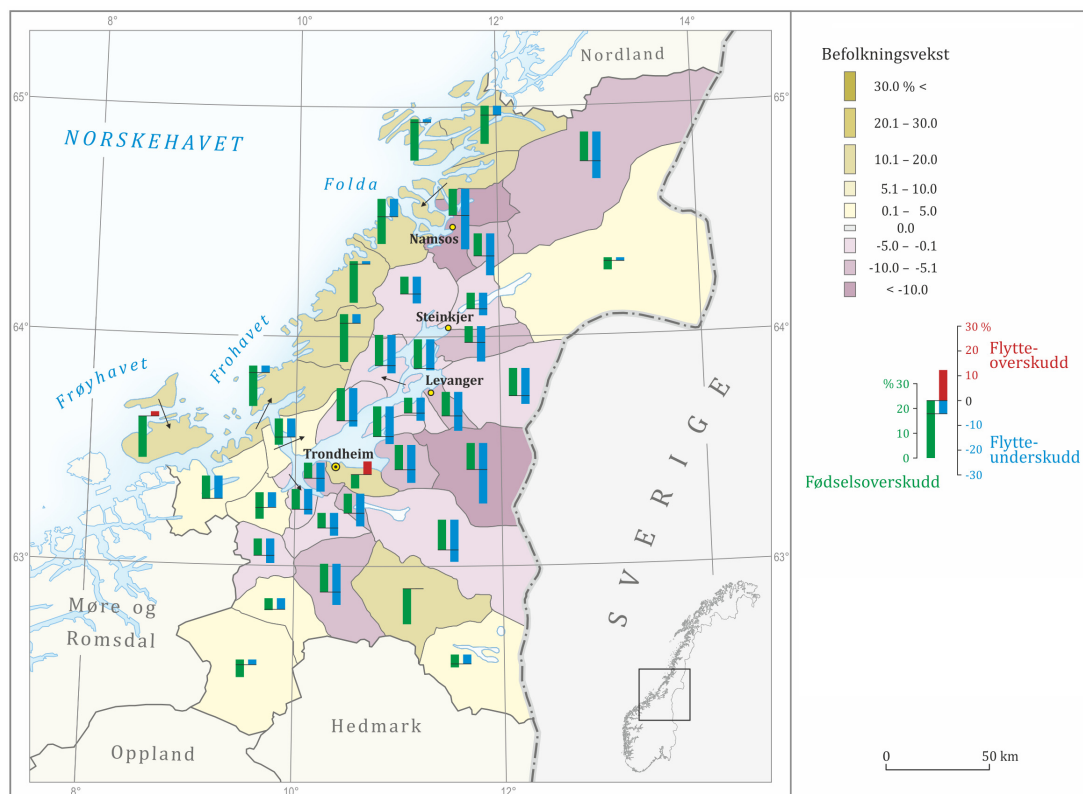 8°
10°
12°
14°
Nordland
65°
65°
NORSKEHAVET
Folda
Namsos
64°
64°
Steinkjer
Frohavet
Frøyhavet
Levanger
Trondheim
SVERIGE
63°
63°
Møre og
Romsdal
Hedmark
Oppland
8°
10°
12°
Befolkningsvekst
30.0 % <
20.1 – 30.0
10.1 – 20.0
5.1 – 10.0
0.1 – 5.0
0.0
-5.0 – -0.1
-10.0 – -5.1
< -10.0
30 %
20
10
0
-10
-20
-30
Flytte-
overskudd
Flytte-
underskudd
% 30
20
10
0
Fødselsoverskudd
0
50 km